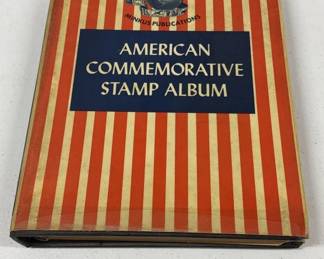 MINKUS PUBLICATIONS
AMERICAN
COMMEMORATIVE
STAMP ALBUM